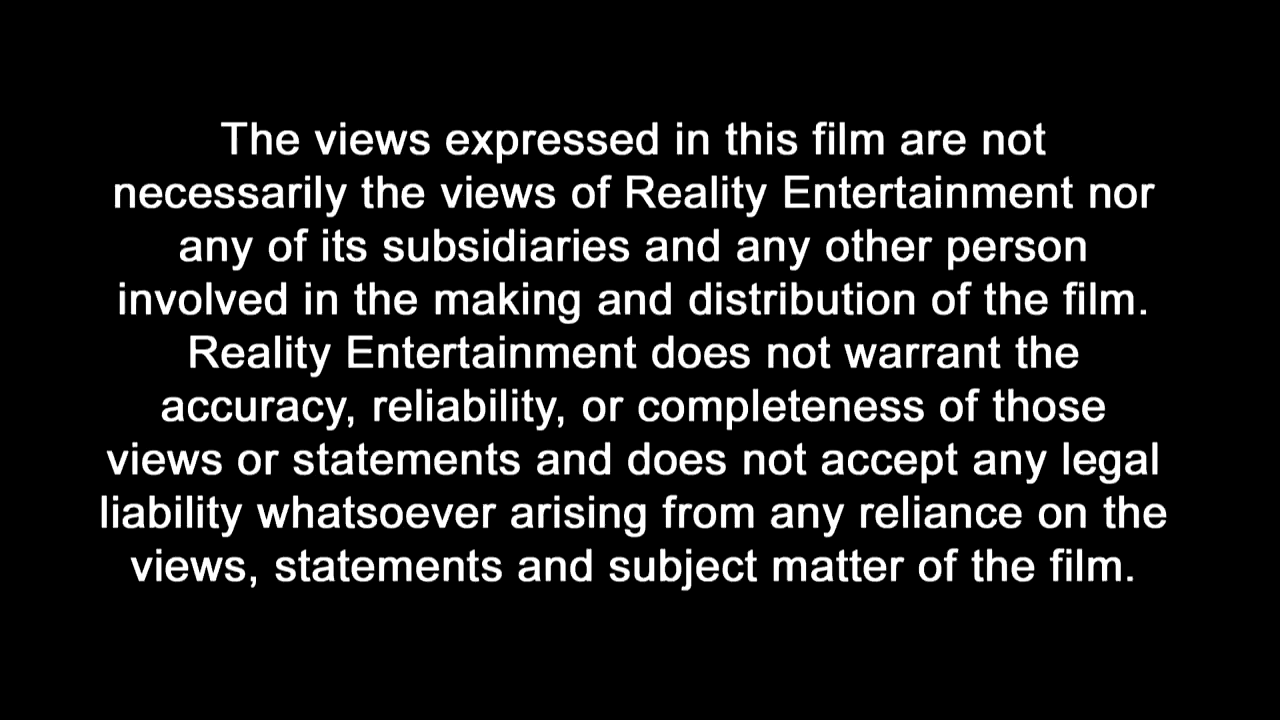 The views expressed in this film are not
necessarily the views of Reality Entertainment nor
any of its subsidiaries and any other person
involved in the making and distribution of the film.
Reality Entertainment does not warrant the
accuracy, reliability, or completeness of those
views or statements and does not accept any legal
liability whatsoever arising from any reliance on the
views, statements and subject matter of the film.